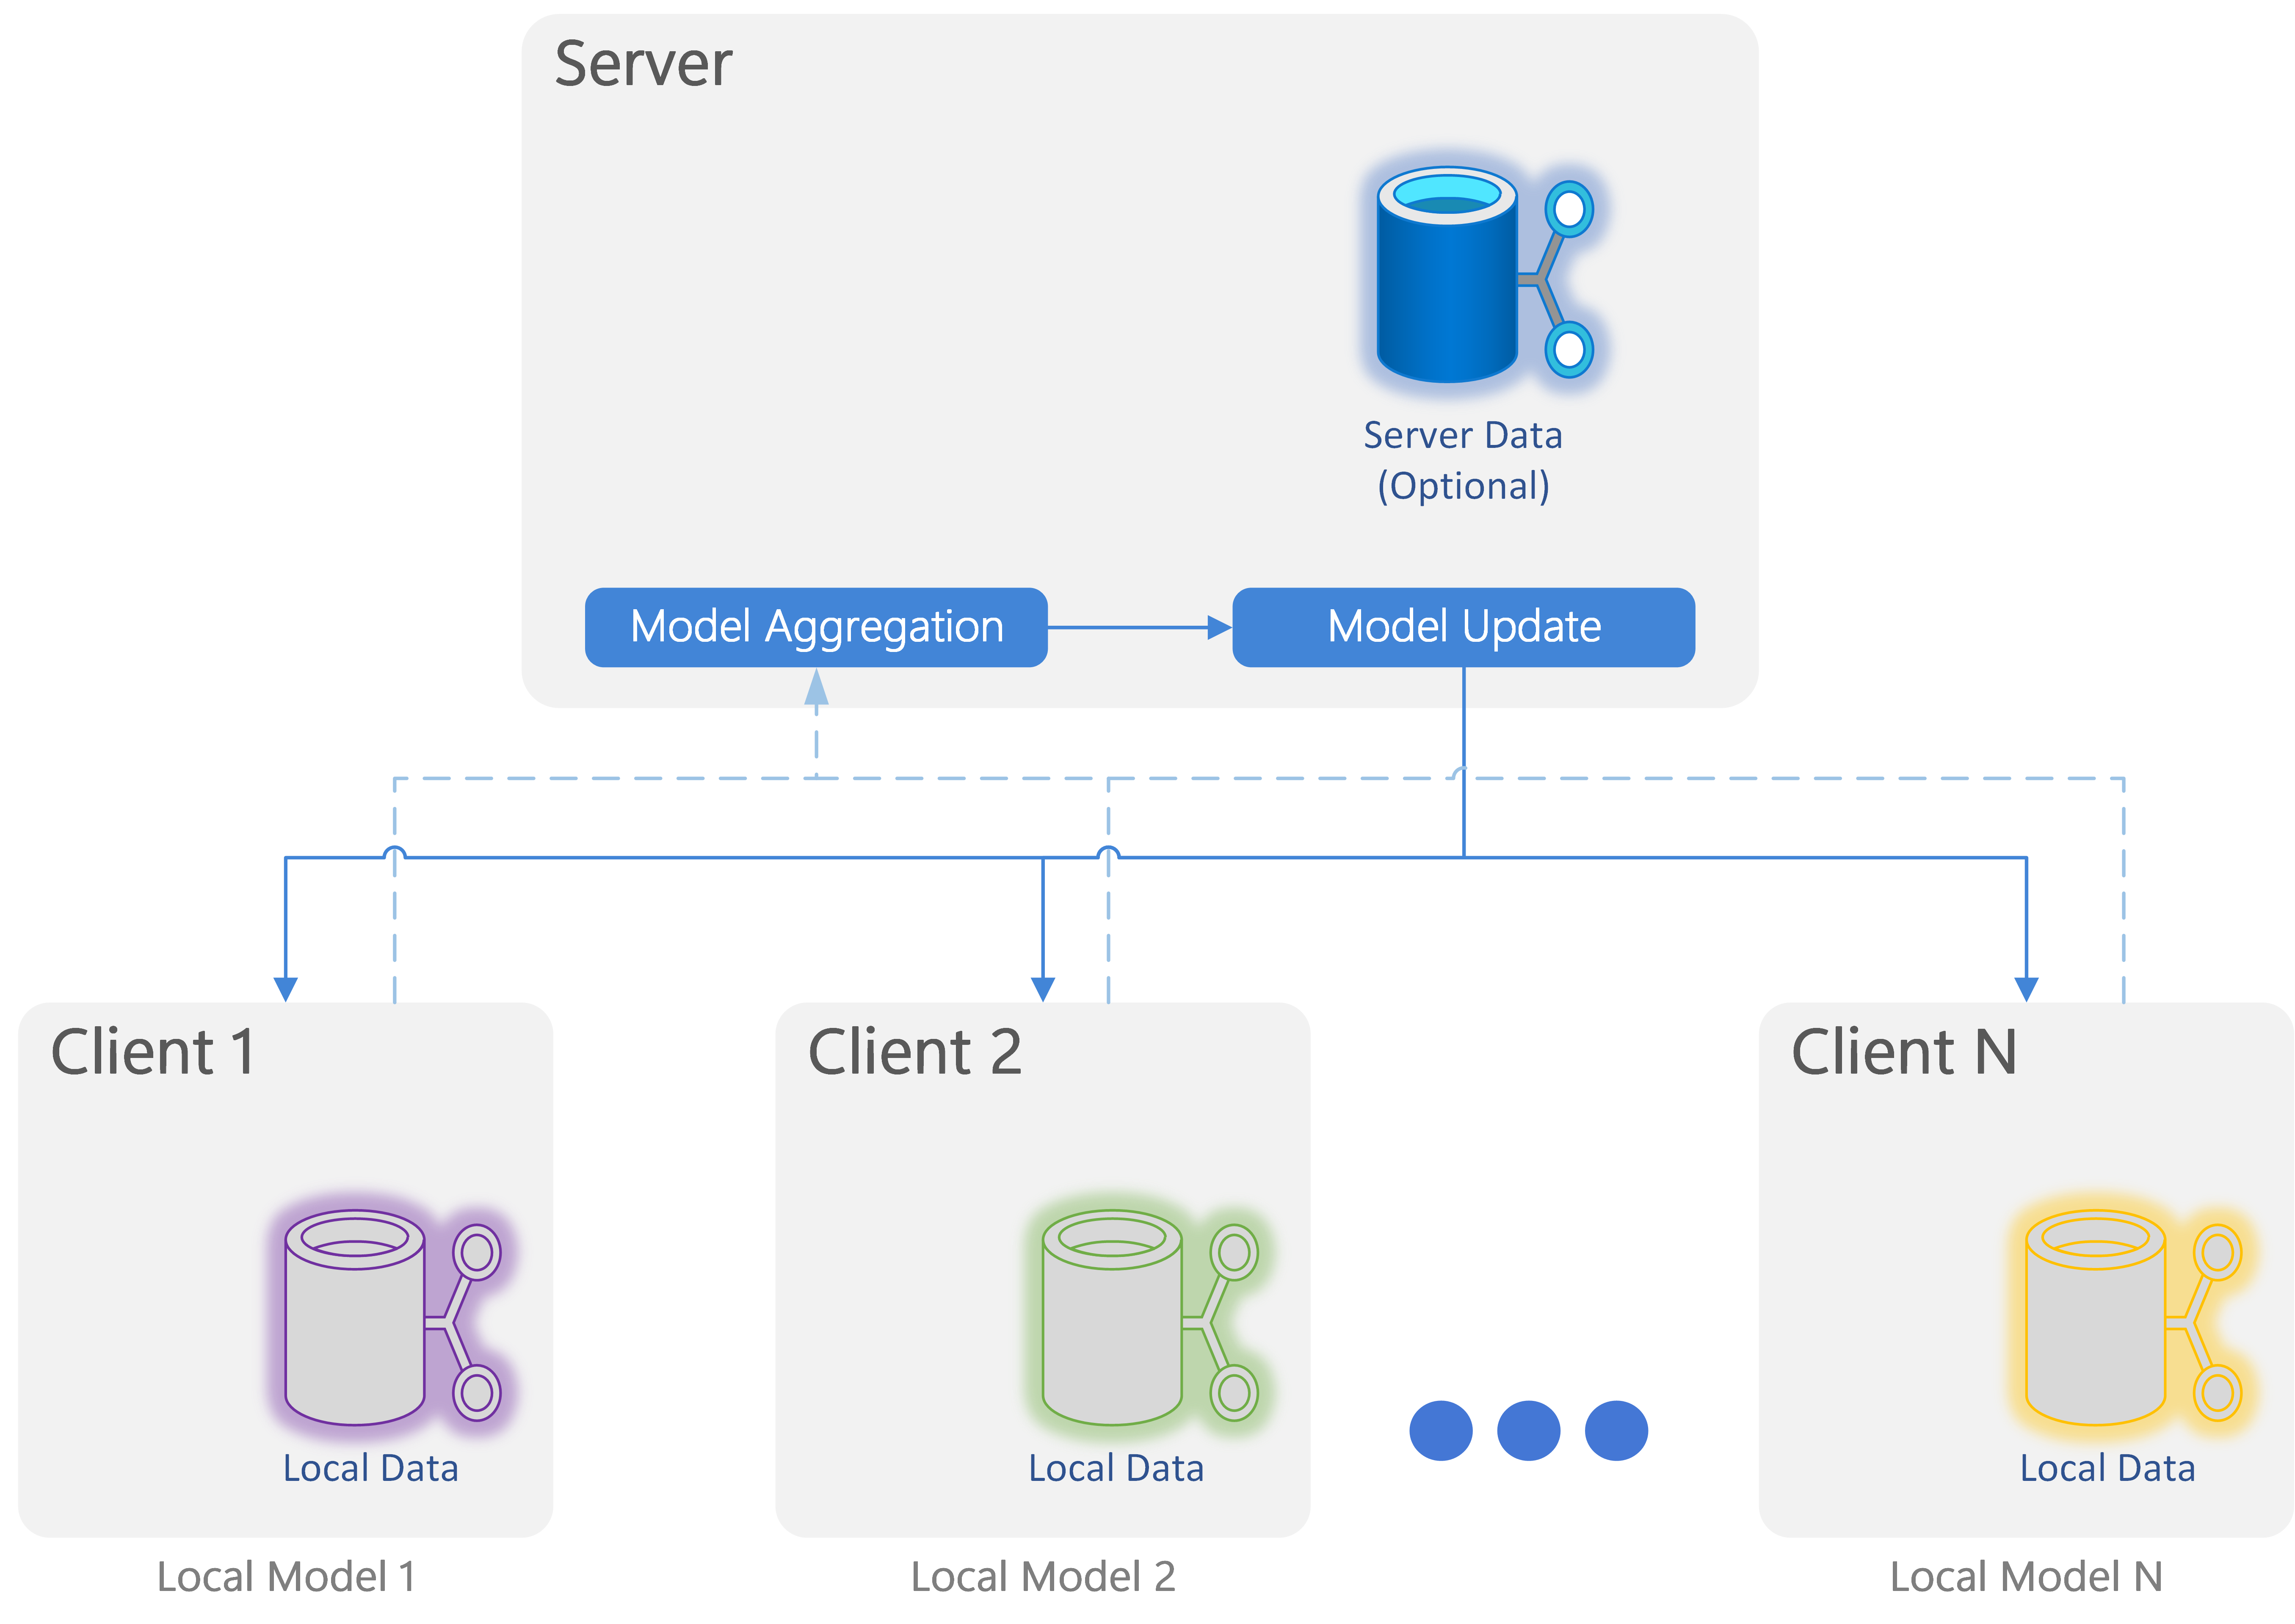 Server
Server Data
(Optional)
Model Aggregation
Model Update
Client 1
Client 2
Client N
Local Data
Local Data
Local Data
Local Model 1
Local Model 2
Local Model N